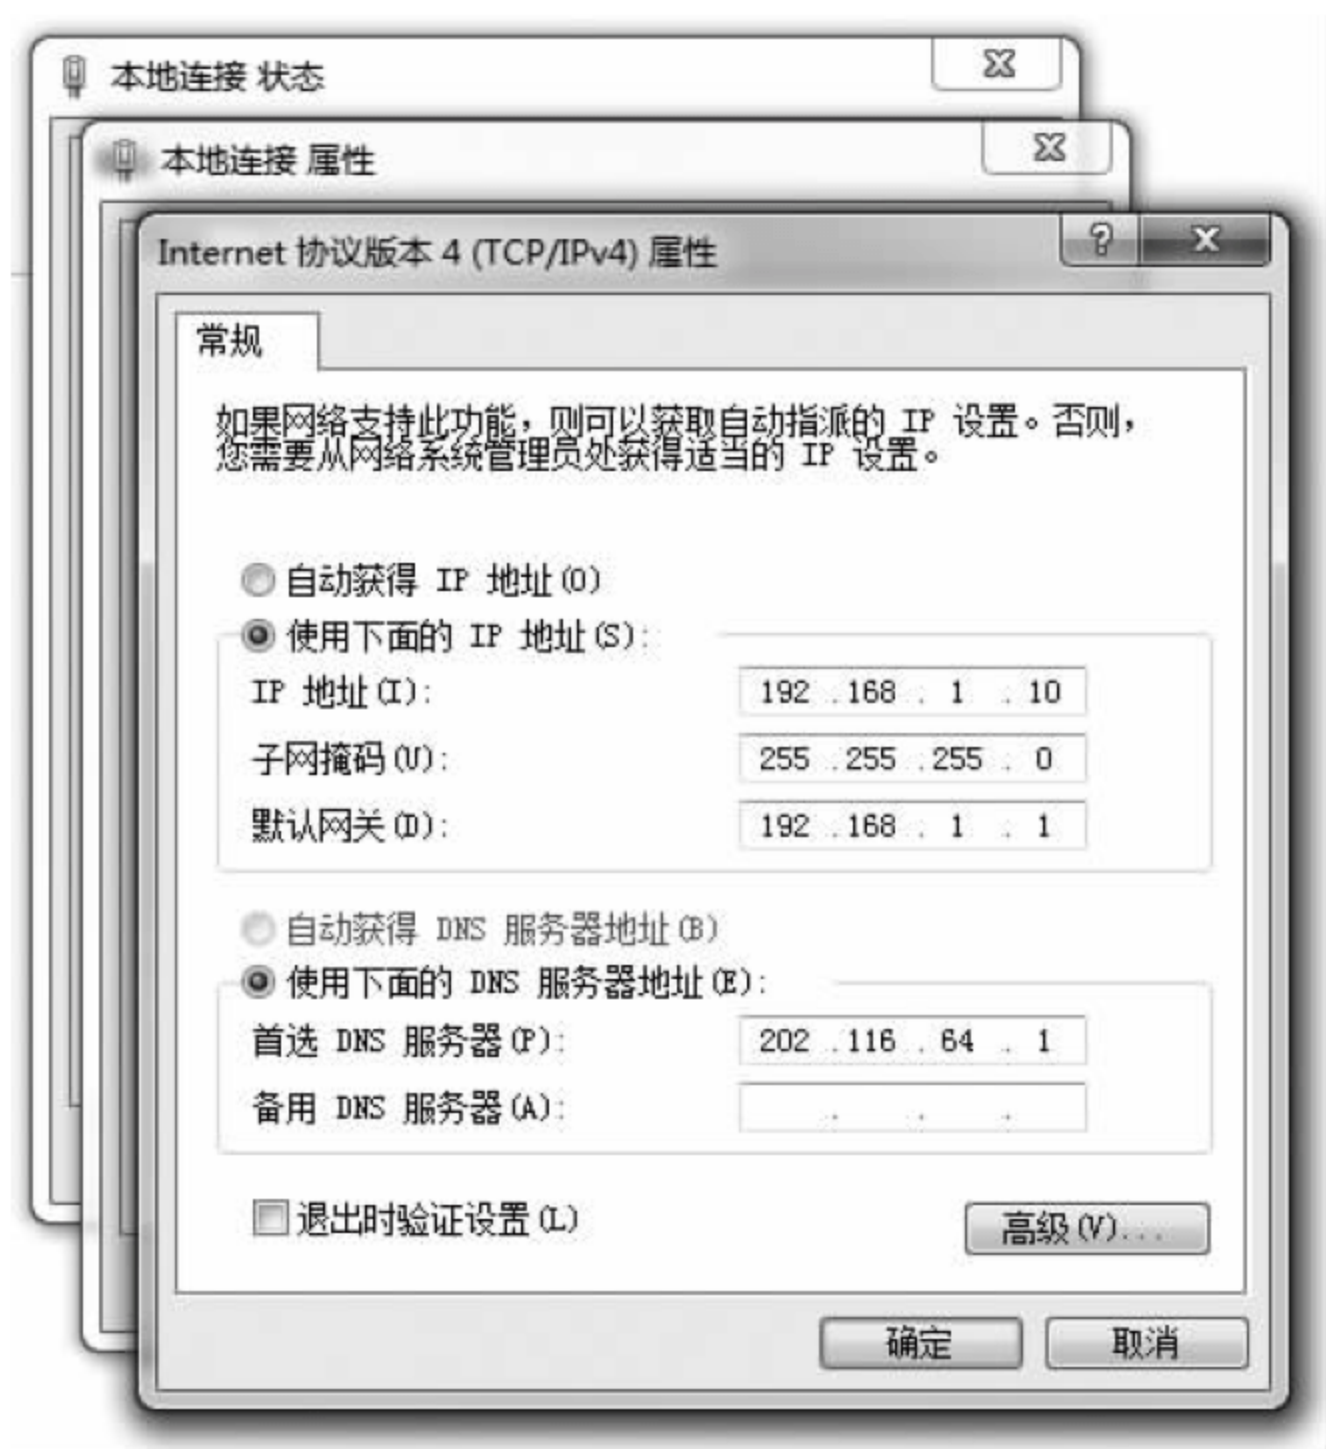 本地连接 状态
本地连接 属性
Internet 协议版本 4 (TCP/IPv4) 属性
常规
如果网络支持此功能，则可以获取自动指派的 IP 设置。否则，
您需要从网络系统管理员处获得适当的 IP 设置。
自动获得 IP 地址(O)
使用下面的 IP 地址(S):
IP 地址(I): 192 . 168 . 1 . 10
子网掩码(U): 255 . 255 . 255 . 0
默认网关(D): 192 . 168 . 1 . 1
自动获得 DNS 服务器地址(B)
使用下面的 DNS 服务器地址(E):
首选 DNS 服务器(P): 202 . 116 . 64 . 1
备用 DNS 服务器(A): . . .
退出时验证设置(L)
高级(V)...
确定 取消